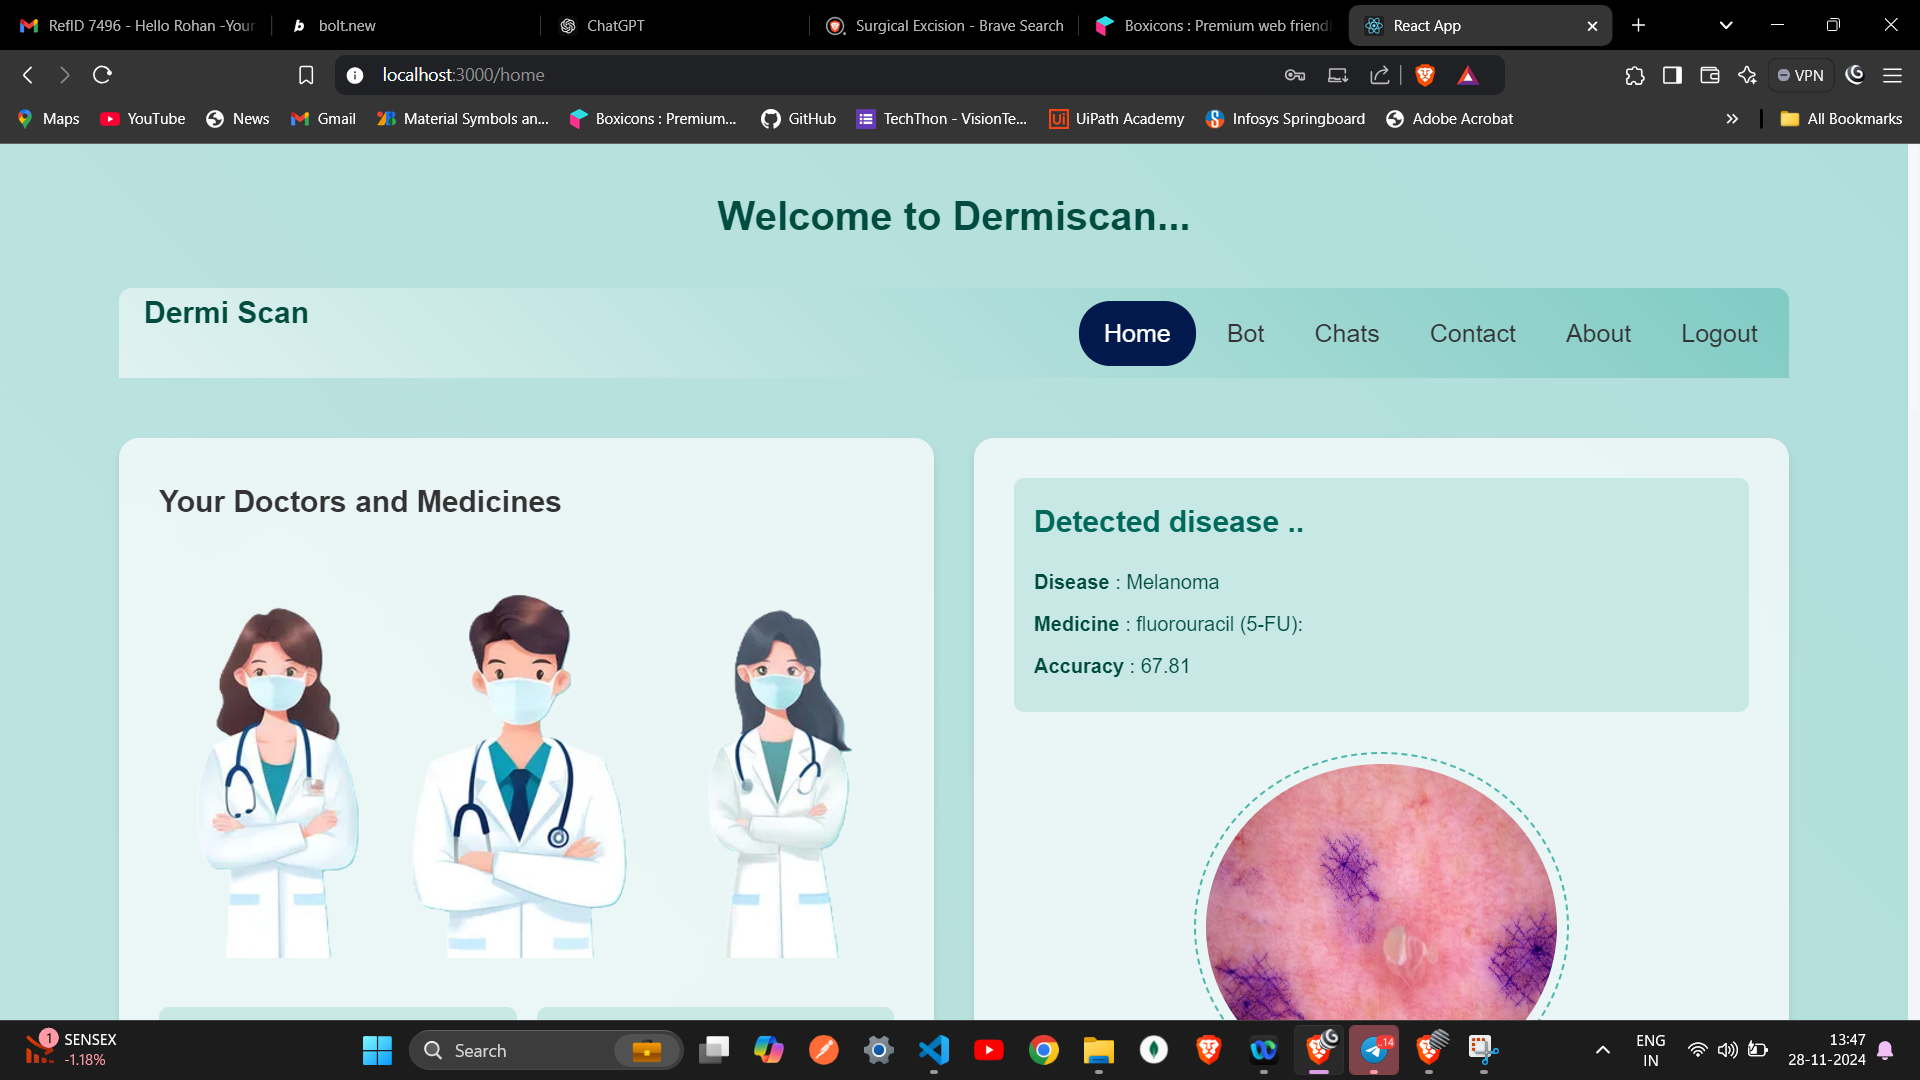 RefID 7496 - Hello Rohan -Your
bolt.new
ChatGPT
Surgical Excision - Brave Search
Boxicons : Premium web friendl
React App
localhost:3000/home
VPN
Maps
YouTube
News
Gmail
Material Symbols an...
Boxicons : Premium...
GitHub
TechThon - VisionTe...
UiPath Academy
Infosys Springboard
Adobe Acrobat
All Bookmarks
Welcome to Dermiscan...
Dermi Scan
Home
Bot
Chats
Contact
About
Logout
Your Doctors and Medicines
Detected disease ..
Disease : Melanoma
Medicine : fluorouracil (5-FU):
Accuracy : 67.81
1
SENSEX
-1.18%
Search
..14
ENG
IN
13:47
28-11-2024